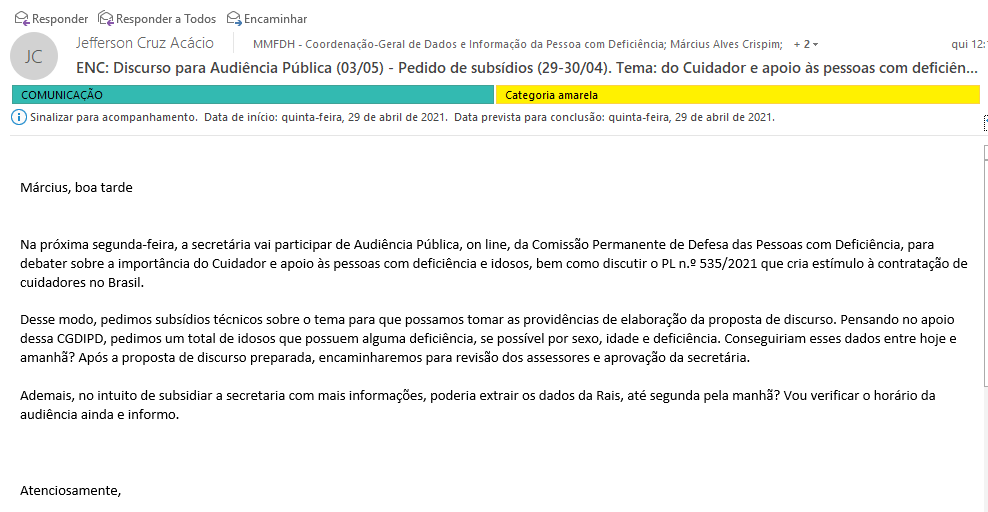 Responder Responder a Todos Encaminhar
JC
Jefferson Cruz Acácio MMFDH - Coordenação-Geral de Dados e Informação da Pessoa com Deficiência; Március Alves Crispim; + 2 qui 12:
ENC: Discurso para Audiência Pública (03/05) - Pedido de subsídios (29-30/04). Tema: do Cuidador e apoio às pessoas com deficiên...
COMUNICAÇÃO Categoria amarela
Sinalizar para acompanhamento. Data de início: quinta-feira, 29 de abril de 2021. Data prevista para conclusão: quinta-feira, 29 de abril de 2021.
Március, boa tarde
Na próxima segunda-feira, a secretária vai participar de Audiência Pública, on line, da Comissão Permanente de Defesa das Pessoas com Deficiência, para
debater sobre a importância do Cuidador e apoio às pessoas com deficiência e idosos, bem como discutir o PL n.º 535/2021 que cria estímulo à contratação de
cuidadores no Brasil.
Desse modo, pedimos subsídios técnicos sobre o tema para que possamos tomar as providências de elaboração da proposta de discurso. Pensando no apoio
dessa CGDIPD, pedimos um total de idosos que possuem alguma deficiência, se possível por sexo, idade e deficiência. Conseguiriam esses dados entre hoje e
amanhã? Após a proposta de discurso preparada, encaminharemos para revisão dos assessores e aprovação da secretária.
Ademais, no intuito de subsidiar a secretaria com mais informações, poderia extrair os dados da Rais, até segunda pela manhã? Vou verificar o horário da
audiência ainda e informo.
Atenciosamente,